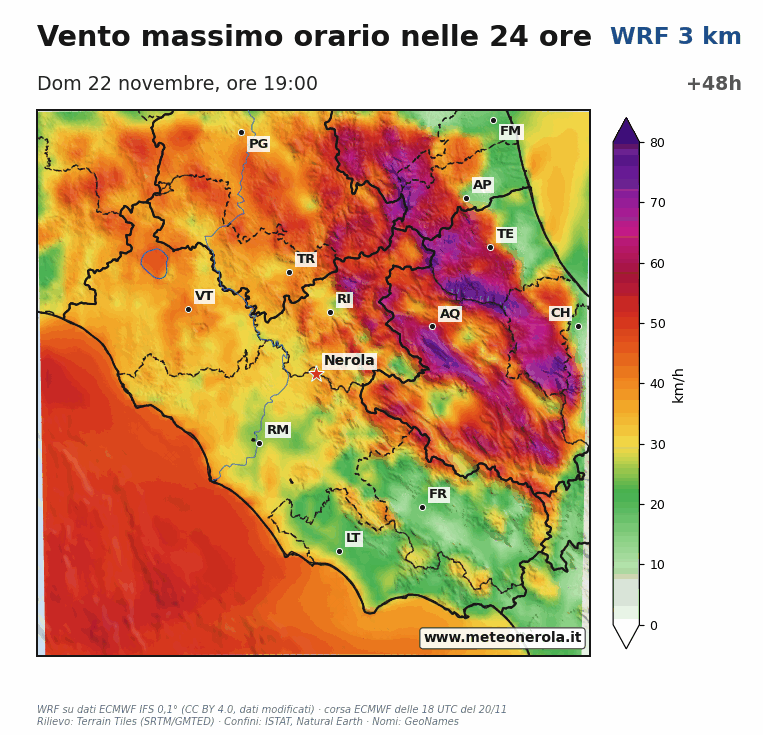 Vento massimo orario nelle 24 ore WRF 3 km
Dom 22 novembre, ore 19:00 +48h
FM
PG
AP
TE
TR
VT
RI
AQ
CH
Nerola
RM
FR
LT
80
70
60
50
40
30
20
10
0
km/h
www.meteonerola.it
WRF su dati ECMWF IFS 0,1° (CC BY 4.0, dati modificati) · corsa ECMWF delle 18 UTC del 20/11
Rilievo: Terrain Tiles (SRTM/GMTED) · Confini: ISTAT, Natural Earth · Nomi: GeoNames